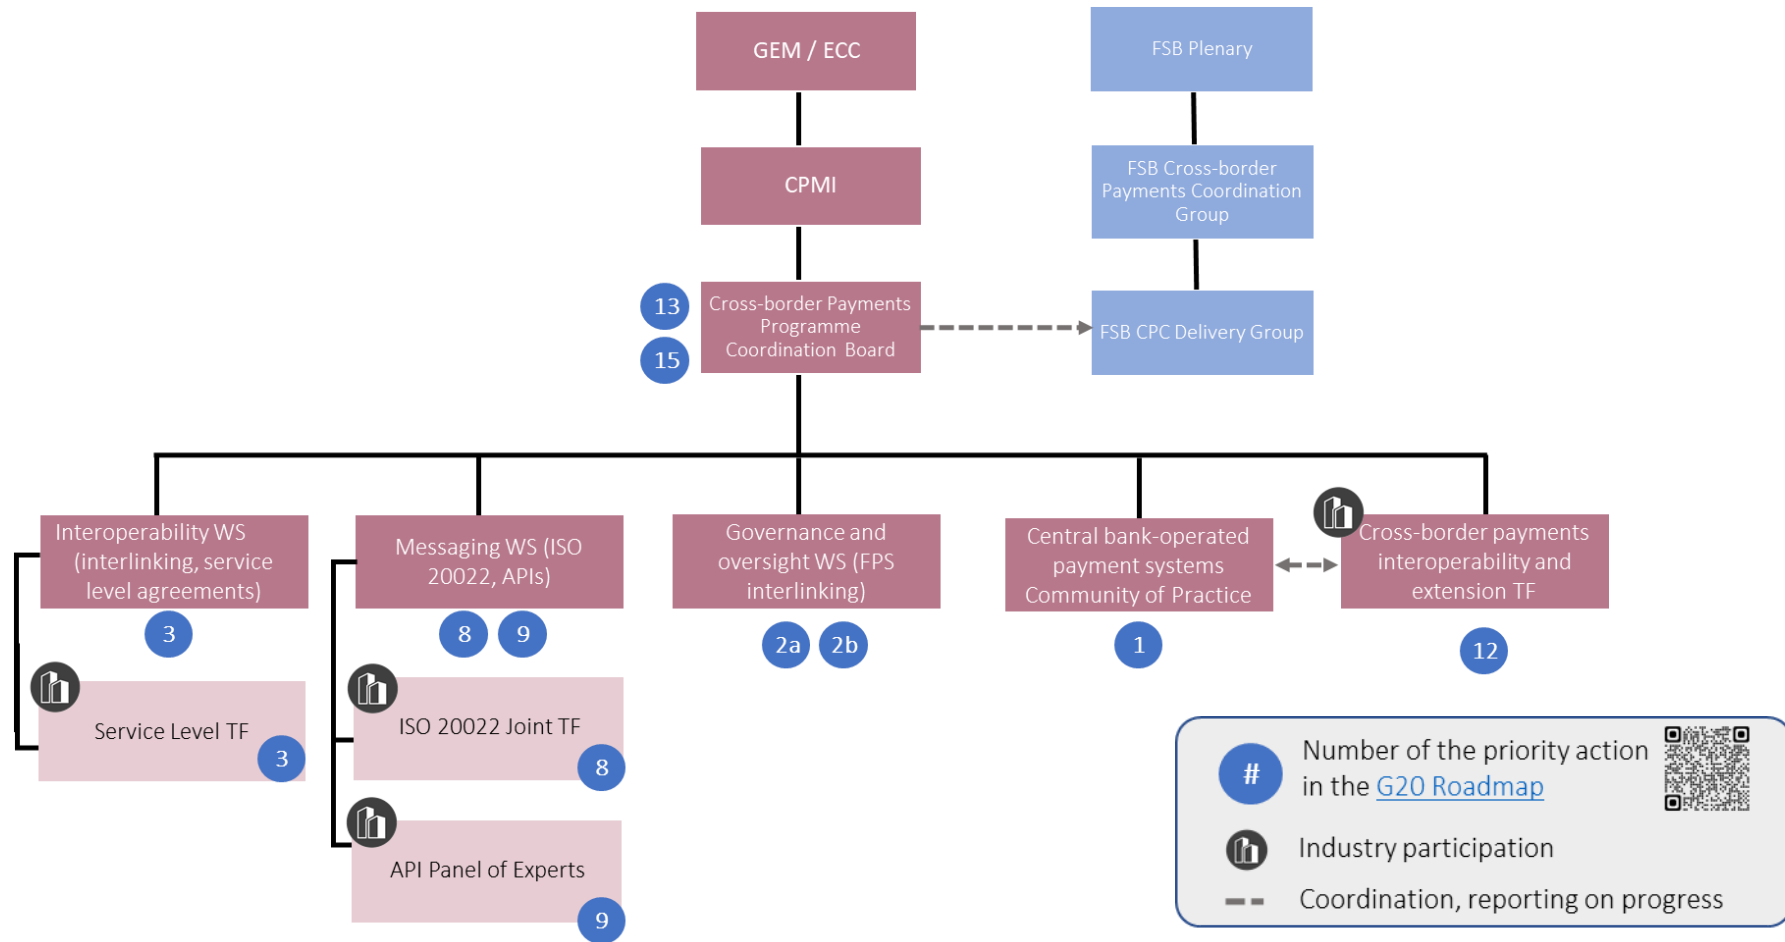 GEM / ECC
FSB Plenary
CPMI
FSB Cross-border
Payments Coordination
Group
13
15
Cross-border Payments
Programme
Coordination Board
FSB CPC Delivery Group
Interoperability WS
(interlinking, service
level agreements)
3
Messaging WS (ISO
20022, APIs)
8
9
Governance and
oversight WS (FPS
interlinking)
2a
2b
Central bank-operated
payment systems
Community of Practice
1
Cross-border payments
interoperability and
extension TF
12
Service Level TF
3
ISO 20022 Joint TF
8
API Panel of Experts
9
#
Number of the priority action
in the G20 Roadmap
Industry participation
Coordination, reporting on progress